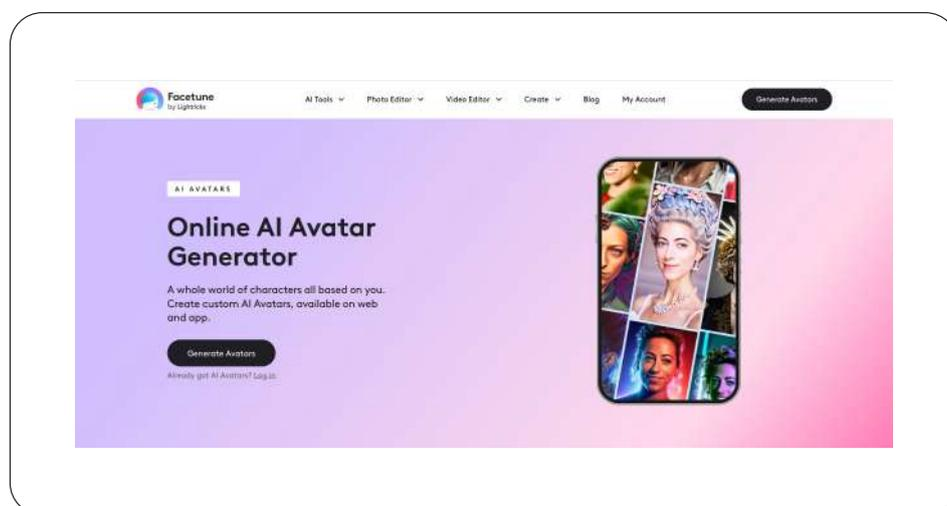 Facetune
by Lightricks
AI Tools
Photo Editor
Video Editor
Create
Blog
My Account
Generate Avatars
AI AVATARS
Online AI Avatar
Generator
A whole world of characters all based on you.
Create custom AI Avatars, available on web
and app.
Generate Avatars
Already got AI Avatars? Log in